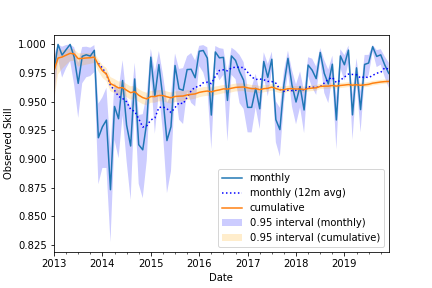 1.000
0.975
0.950
0.925
0.900
0.875
0.850
0.825
Observed Skill
monthly
monthly (12m avg)
cumulative
0.95 interval (monthly)
0.95 interval (cumulative)
2013 2014 2015 2016 2017 2018 2019
Date